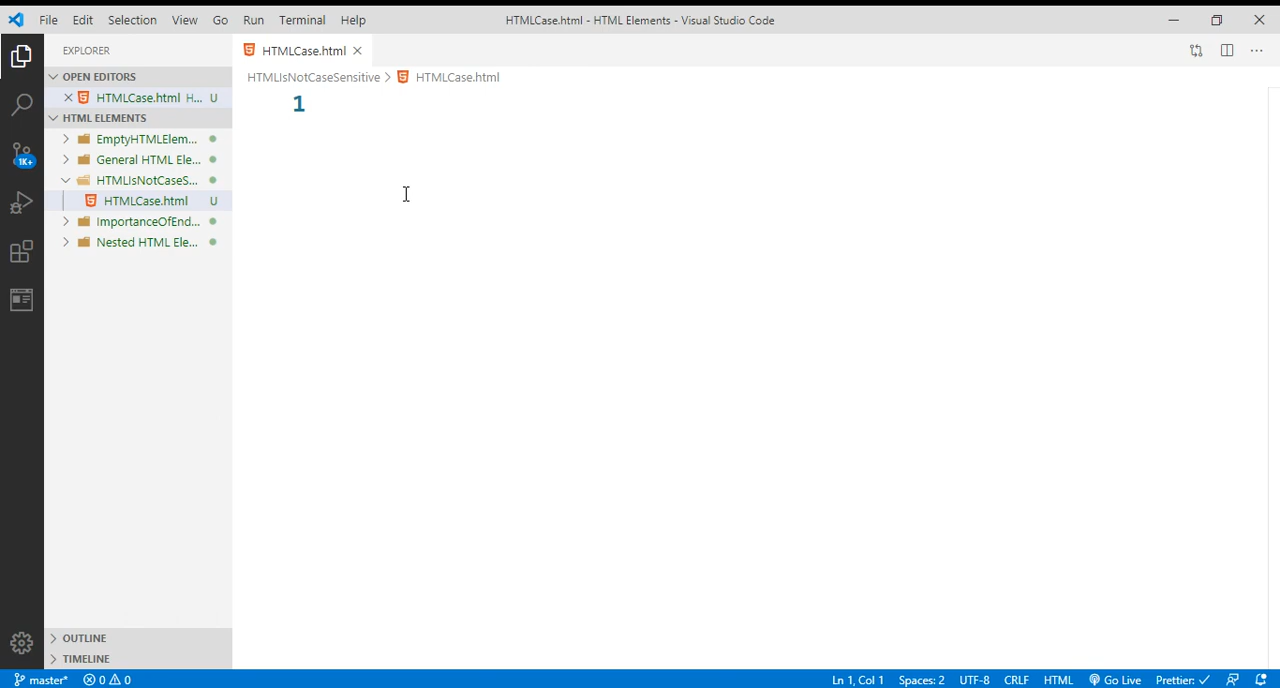 File Edit Selection View Go Run Terminal Help HTMLCase.html - HTML Elements - Visual Studio Code
EXPLORER
HTMLCase.html
OPEN EDITORS
HTMLIsNotCaseSensitive > HTMLCase.html
HTMLCase.html H... U
1
HTML ELEMENTS
EmptyHTMLElem...
General HTML Ele...
1K+
HTMLIsNotCaseS...
HTMLCase.html U
ImportanceOfEnd...
Nested HTML Ele...
OUTLINE
TIMELINE
master* 0 0 Ln 1, Col 1 Spaces: 2 UTF-8 CRLF HTML Go Live Prettier: ✓